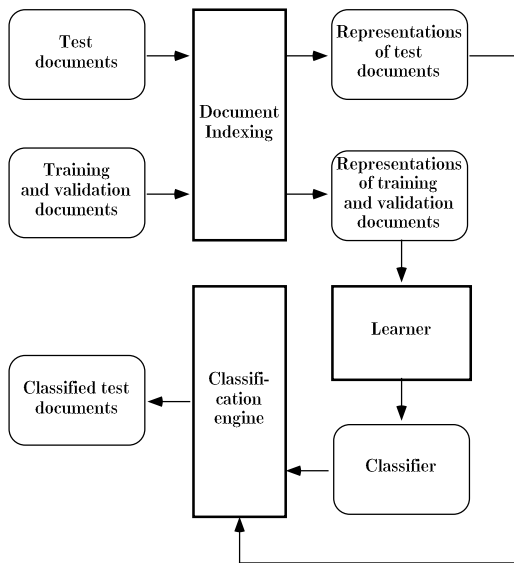 Test
documents
Document
Indexing
Representations
of test
documents
Training
and validation
documents
Representations
of training
and validation
documents
Learner
Classified test
documents
Classifi-
cation
engine
Classifier